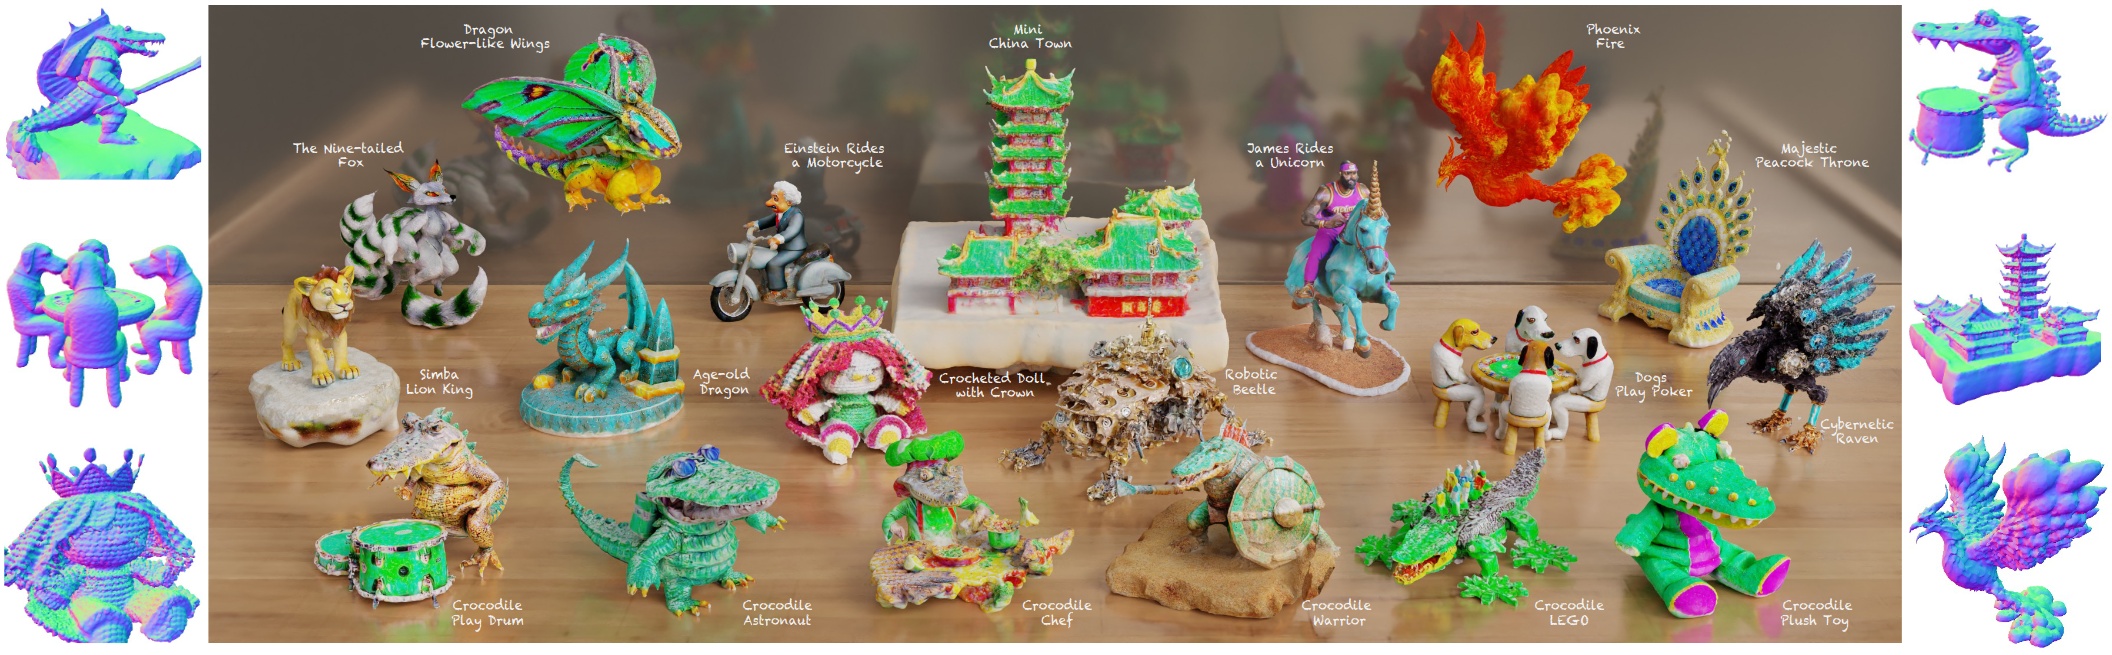 Dragon
Flower-like Wings
Mini
China Town
Phoenix
Fire
The Nine-tailed
Fox
Einstein Rides
a Motorcycle
James Rides
a Unicorn
Majestic
Peacock Throne
Simba
Lion King
Age-old
Dragon
Crocheted Doll
with Crown
Robotic
Beetle
Dogs
Play Poker
Cybernetic
Raven
Crocodile
Play Drum
Crocodile
Astronaut
Crocodile
Chef
Crocodile
Warrior
Crocodile
LEGO
Crocodile
Plush Toy